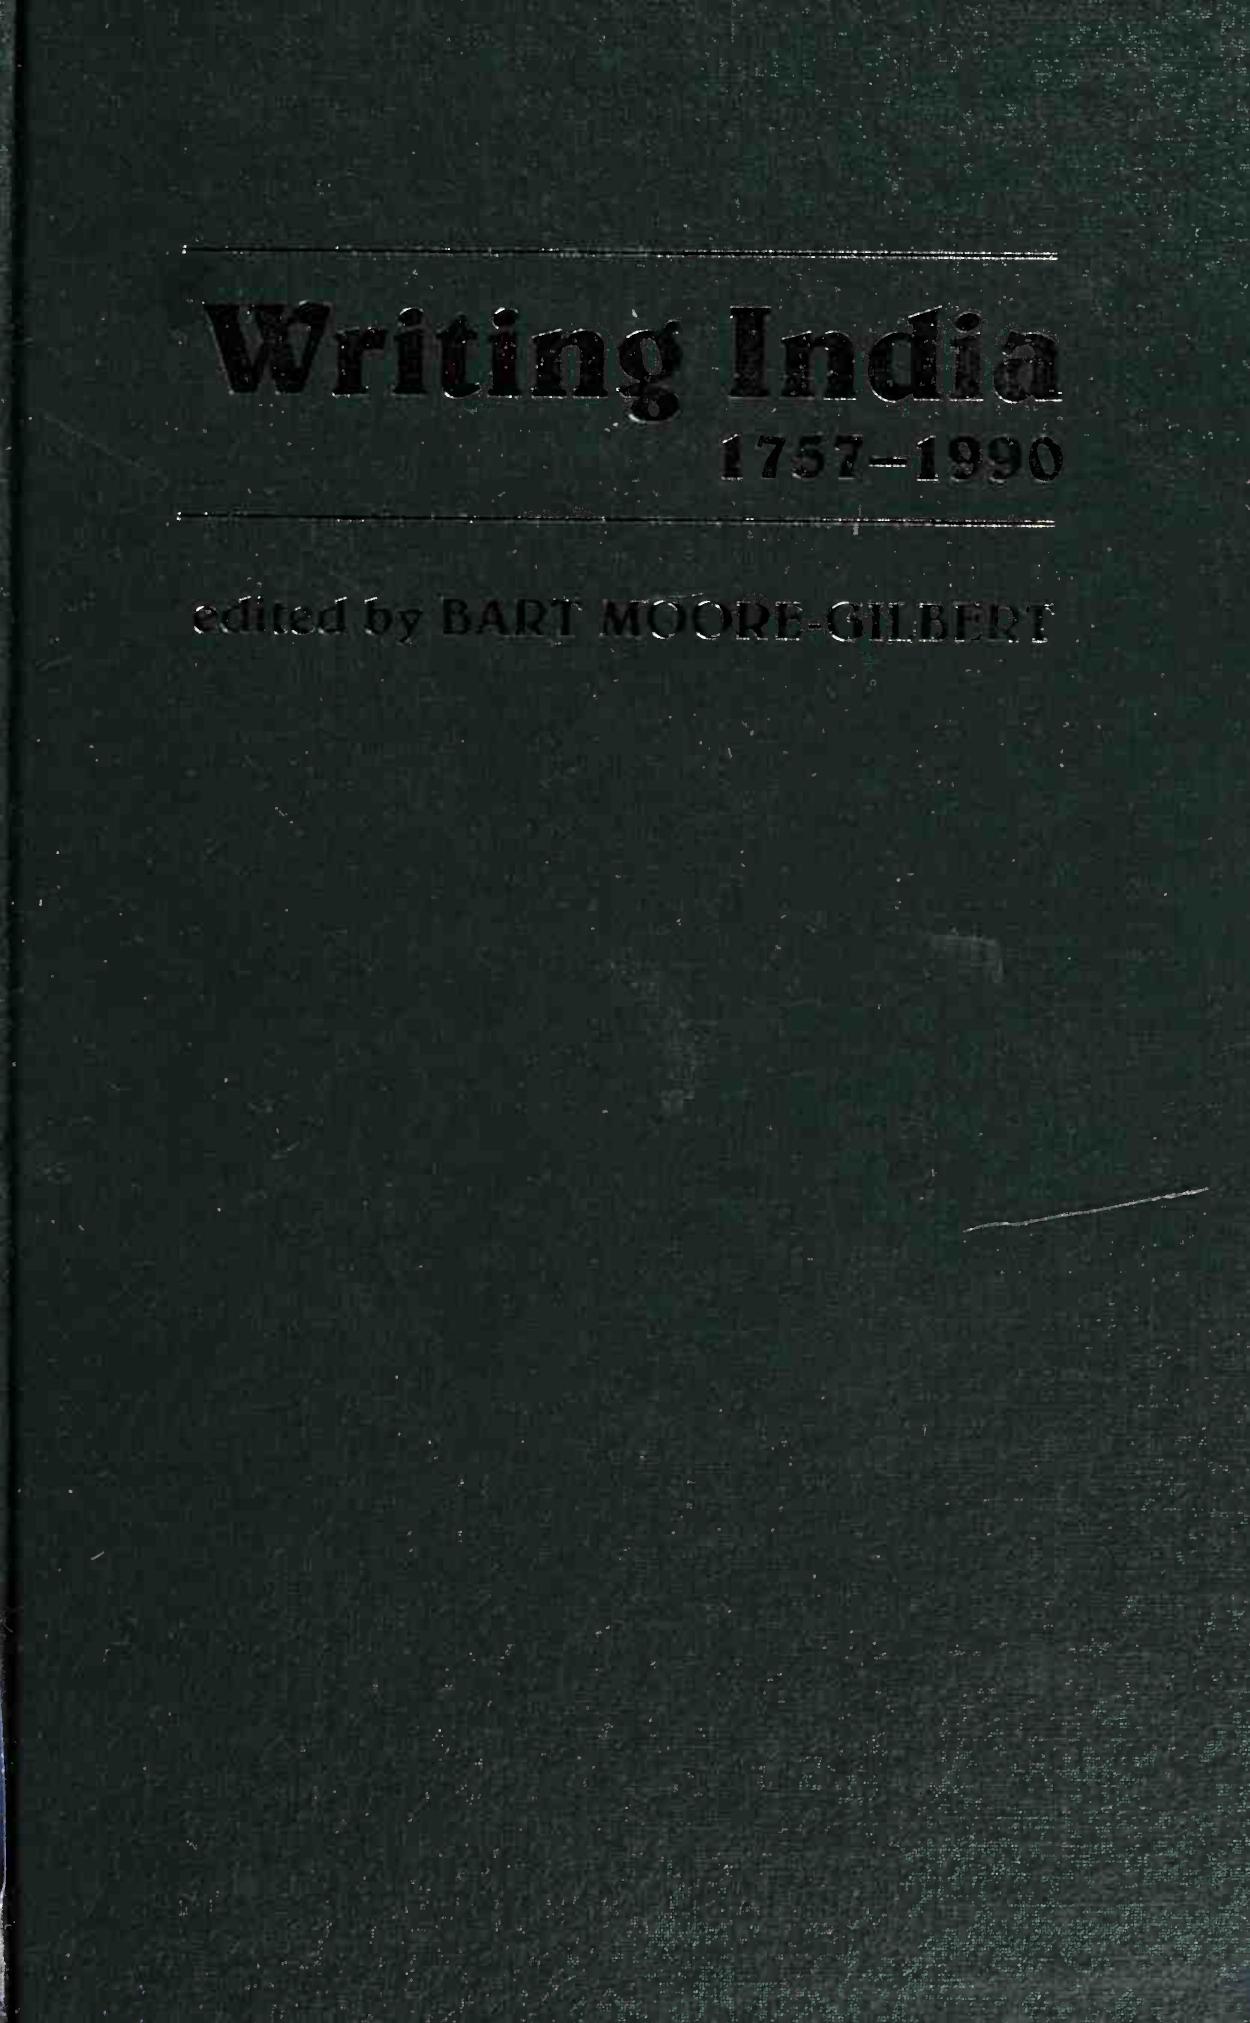 Writing India
1757–1990
edited by BART MOORE-GILBERT